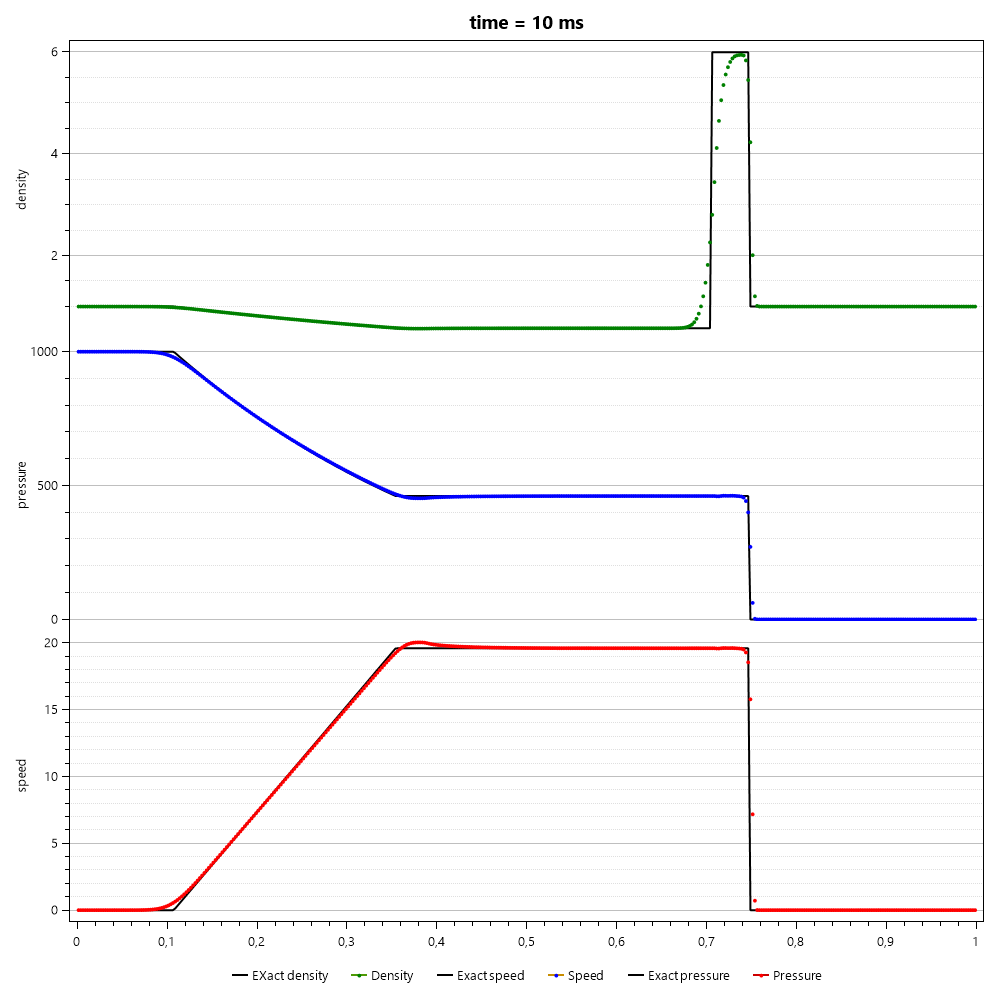 time = 10 ms
6
4
2
density
1000
500
0
pressure
20
15
10
5
0
speed
0 0,1 0,2 0,3 0,4 0,5 0,6 0,7 0,8 0,9 1
EXact density Density Exact speed Speed Exact pressure Pressure